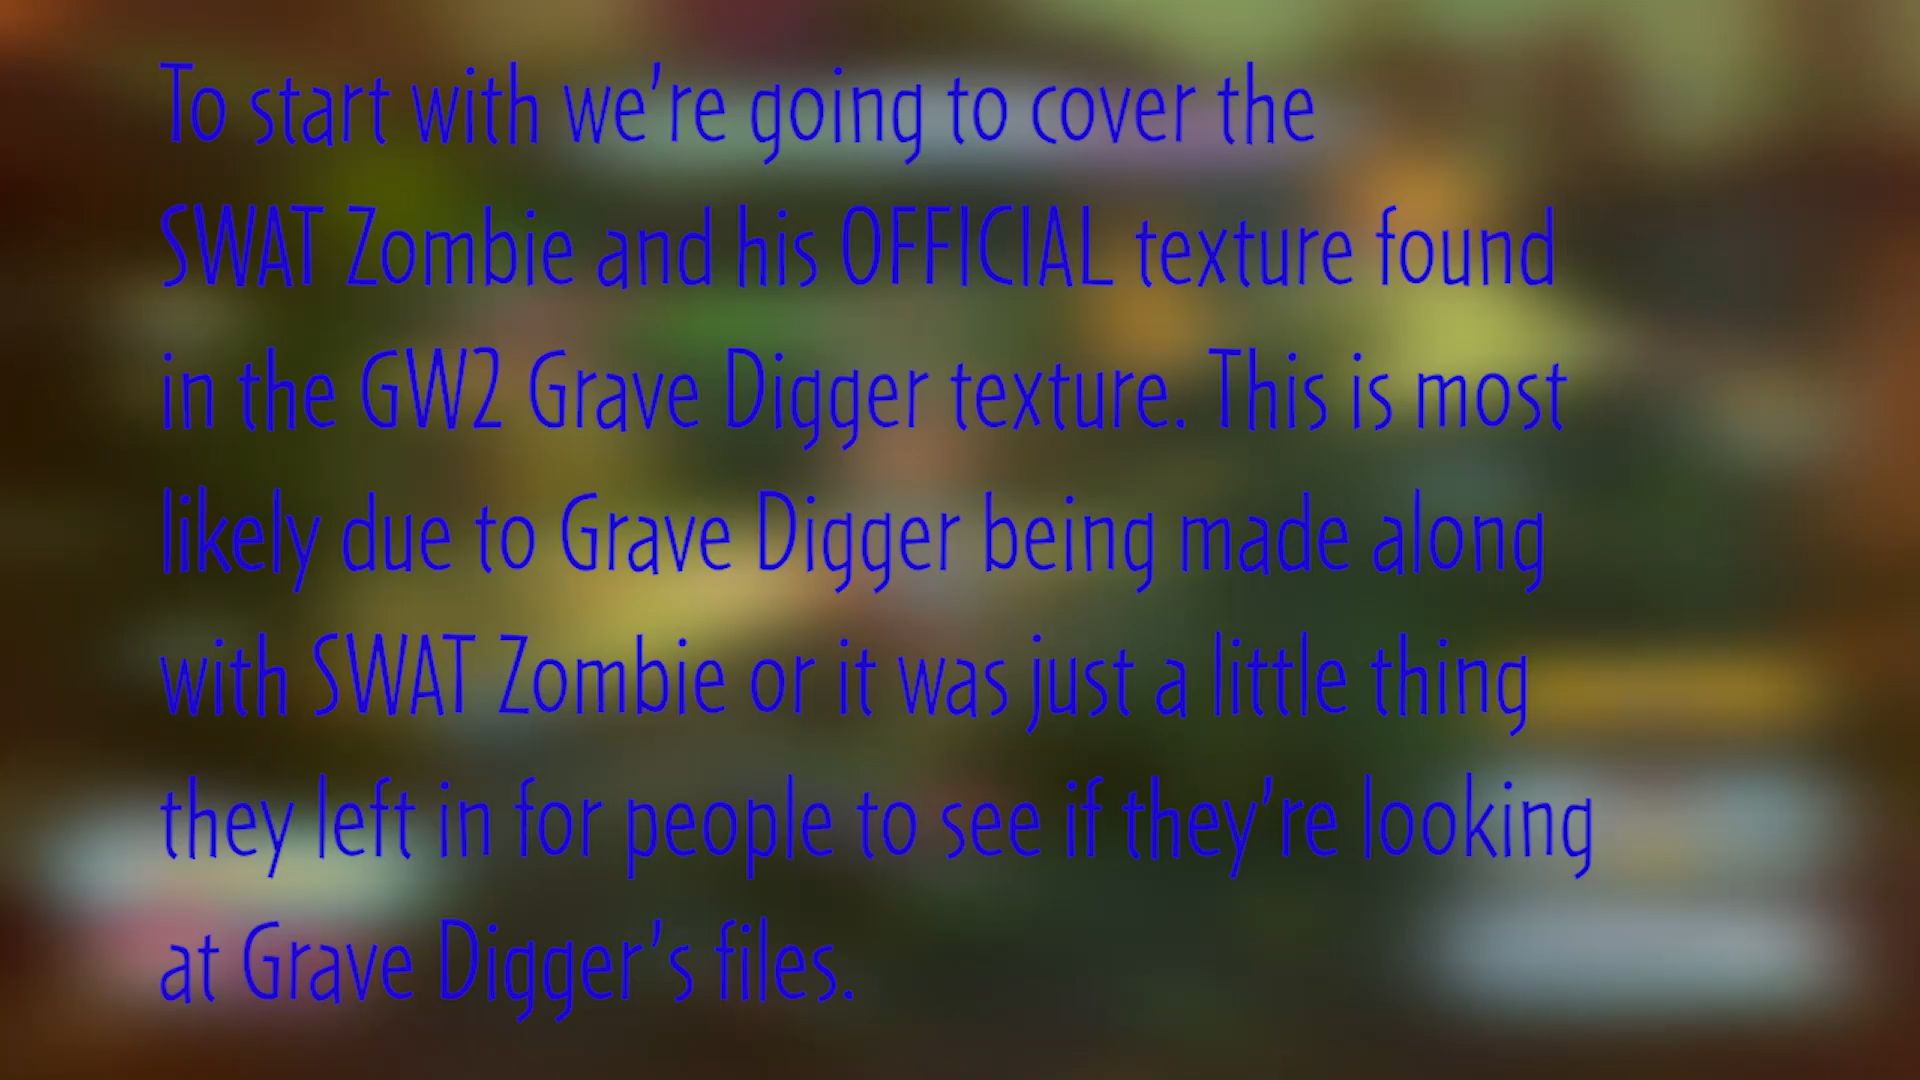 To start with we're going to cover the
SWAT Zombie and his OFFICIAL texture found
in the GW2 Grave Digger texture. This is most
likely due to Grave Digger being made along
with SWAT Zombie or it was just a little thing
they left in for people to see if they're looking
at Grave Digger's files.